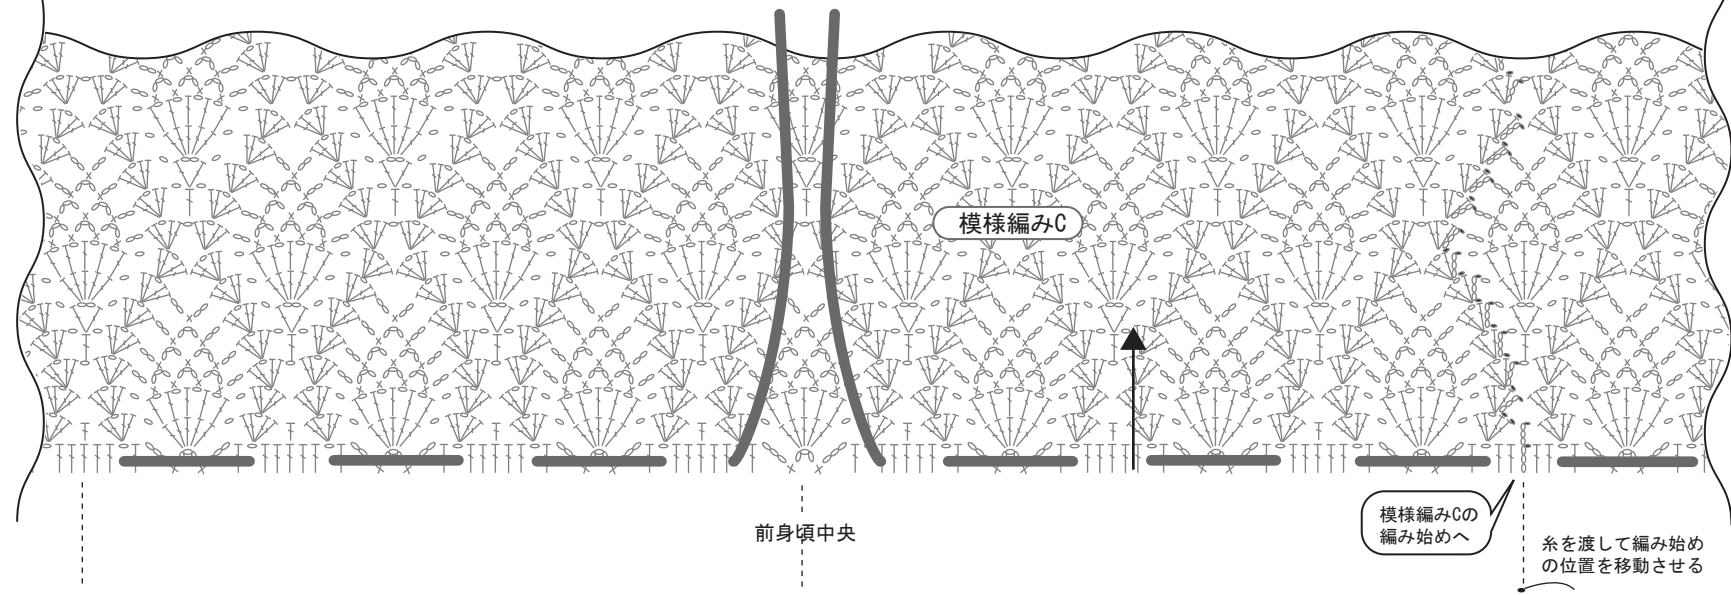 模様編みC
前身頃中央
模様編みCの
編み始めへ
糸を渡して編み始め
の位置を移動させる